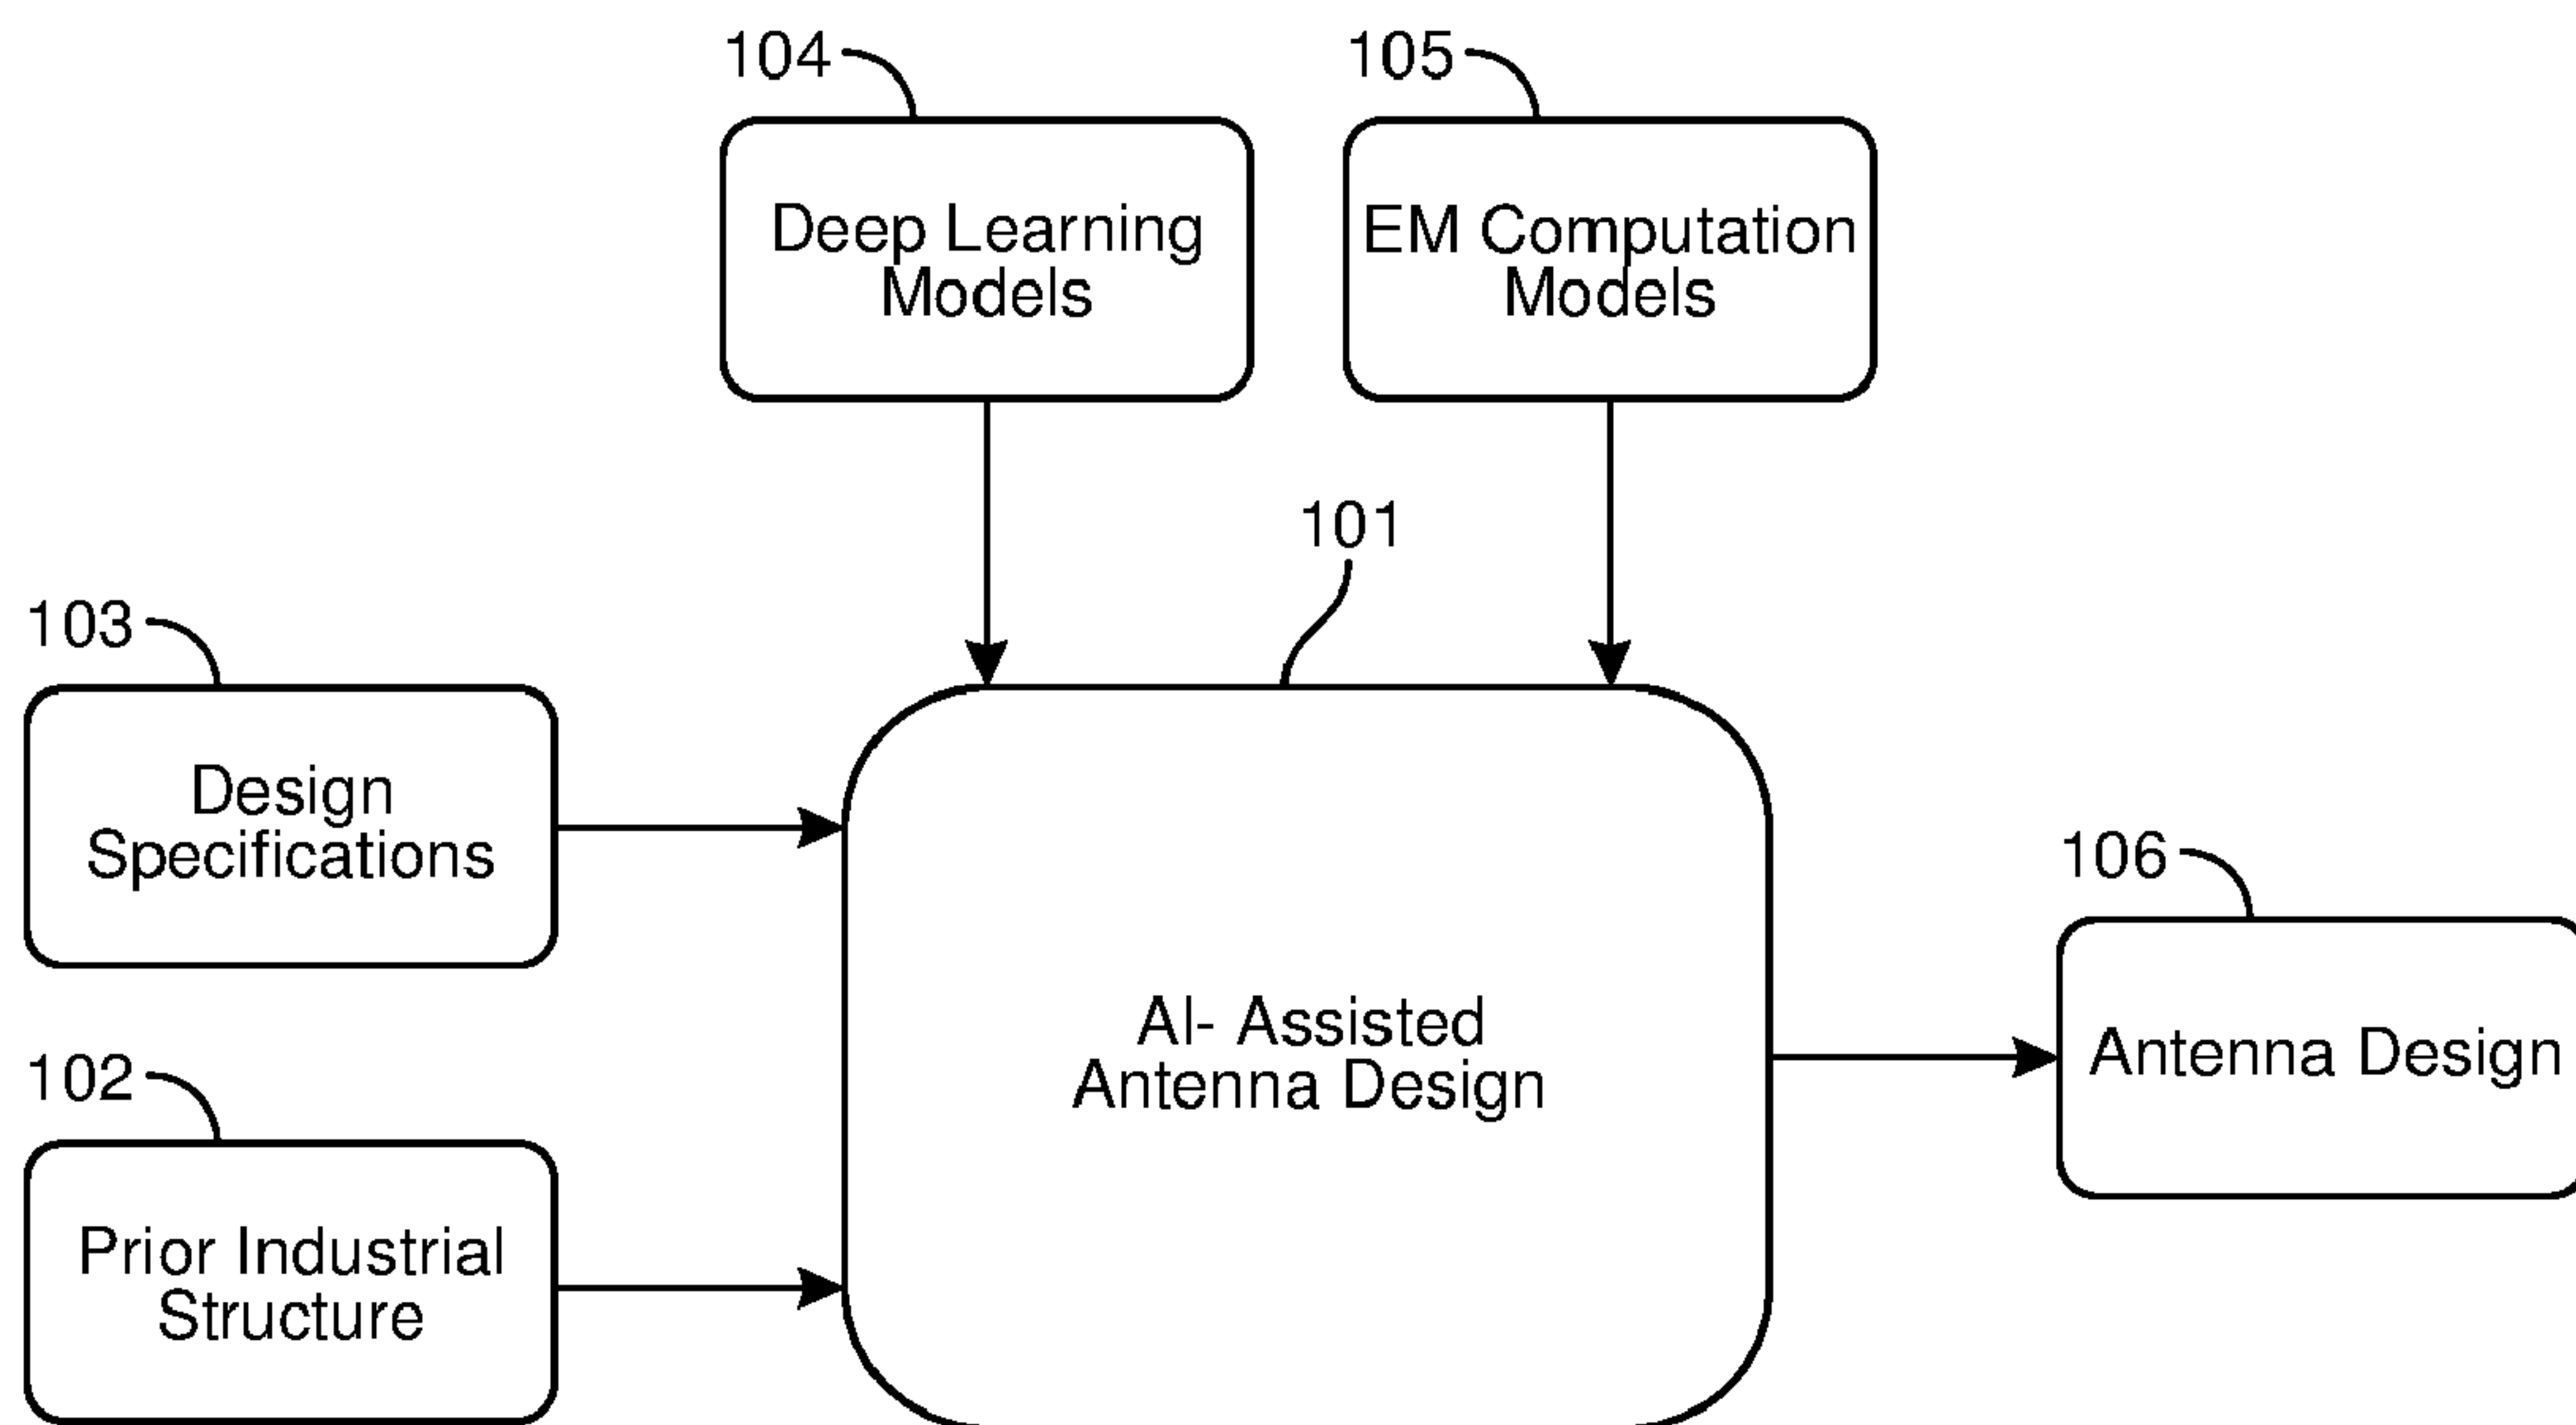 104
105
Deep Learning
Models
EM Computation
Models
101
103
Design
Specifications
106
AI- Assisted
Antenna Design
Antenna Design
102
Prior Industrial
Structure